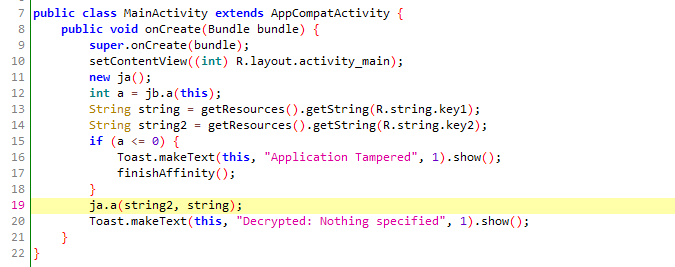 7 public class MainActivity extends AppCompatActivity {
8 public void onCreate(Bundle bundle) {
9 super.onCreate(bundle);
10 setContentView((int) R.layout.activity_main);
11 new ja();
12 int a = jb.a(this);
13 String string = getResources().getString(R.string.key1);
14 String string2 = getResources().getString(R.string.key2);
15 if (a <= 0) {
16 Toast.makeText(this, "Application Tampered", 1).show();
17 finishAffinity();
18 }
19 ja.a(string2, string);
20 Toast.makeText(this, "Decrypted: Nothing specified", 1).show();
21 }
22 }